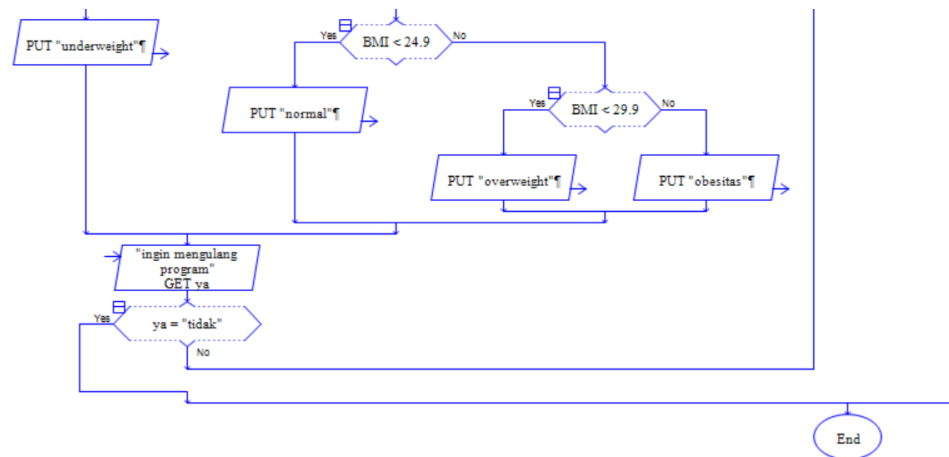 PUT "underweight"¶
Yes
BMI < 24.9
No
PUT "normal"¶
Yes
BMI < 29.9
No
PUT "overweight"¶
PUT "obesitas"¶
"ingin mengulang
program"
GET ya
Yes
ya = "tidak"
No
End